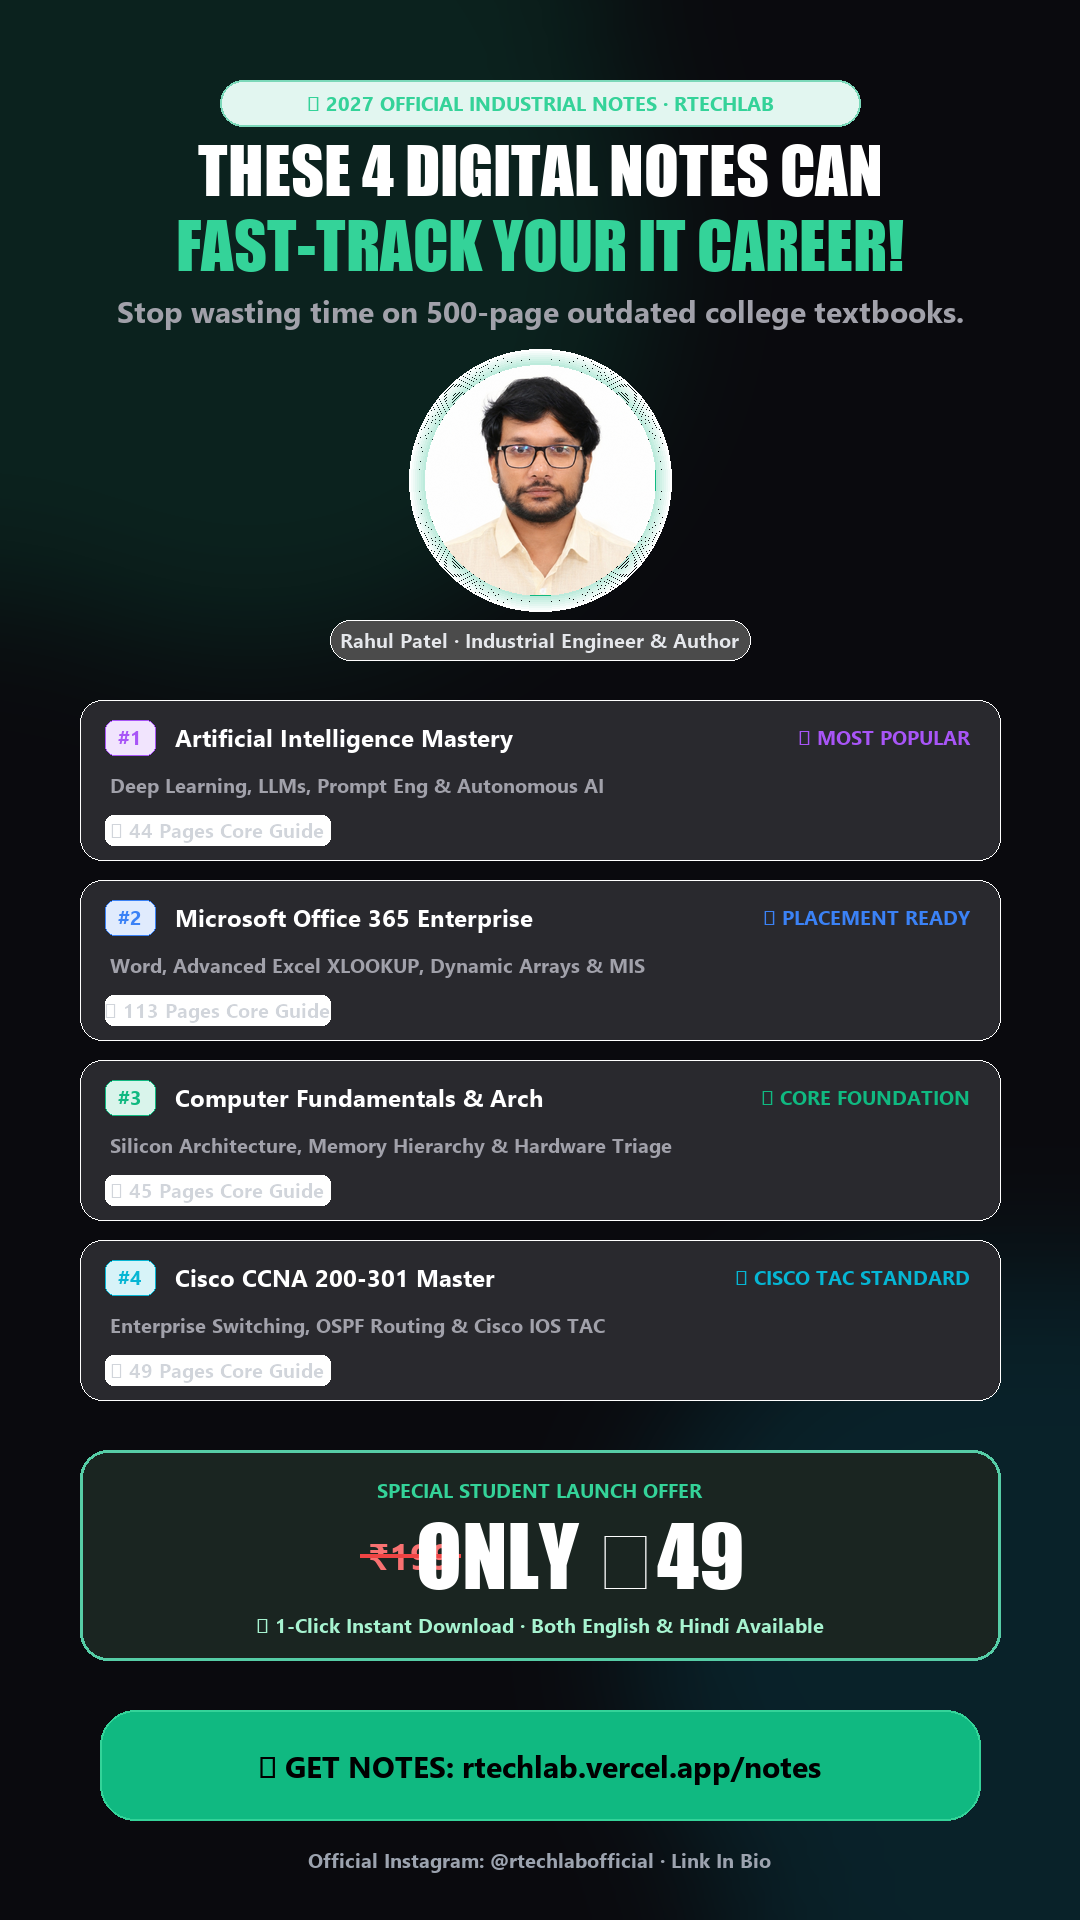 2027 OFFICIAL INDUSTRIAL NOTES · RTECHLAB
THESE 4 DIGITAL NOTES CAN
FAST-TRACK YOUR IT CAREER!
Stop wasting time on 500-page outdated college textbooks.
Rahul Patel · Industrial Engineer & Author
#1 Artificial Intelligence Mastery MOST POPULAR
Deep Learning, LLMs, Prompt Eng & Autonomous AI
44 Pages Core Guide
#2 Microsoft Office 365 Enterprise PLACEMENT READY
Word, Advanced Excel XLOOKUP, Dynamic Arrays & MIS
113 Pages Core Guide
#3 Computer Fundamentals & Arch CORE FOUNDATION
Silicon Architecture, Memory Hierarchy & Hardware Triage
45 Pages Core Guide
#4 Cisco CCNA 200-301 Master CISCO TAC STANDARD
Enterprise Switching, OSPF Routing & Cisco IOS TAC
49 Pages Core Guide
SPECIAL STUDENT LAUNCH OFFER
ONLY 49
1-Click Instant Download · Both English & Hindi Available
GET NOTES: rtechlab.vercel.app/notes
Official Instagram: @rtechlabofficial · Link In Bio